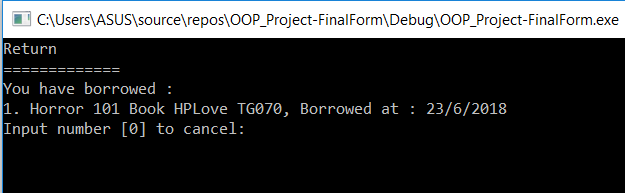 C:\Users\ASUS\source\repos\OOP_Project-FinalForm\Debug\OOP_Project-FinalForm.exe
Return
=============
You have borrowed :
1. Horror 101 Book HPLove TG070, Borrowed at : 23/6/2018
Input number [0] to cancel: